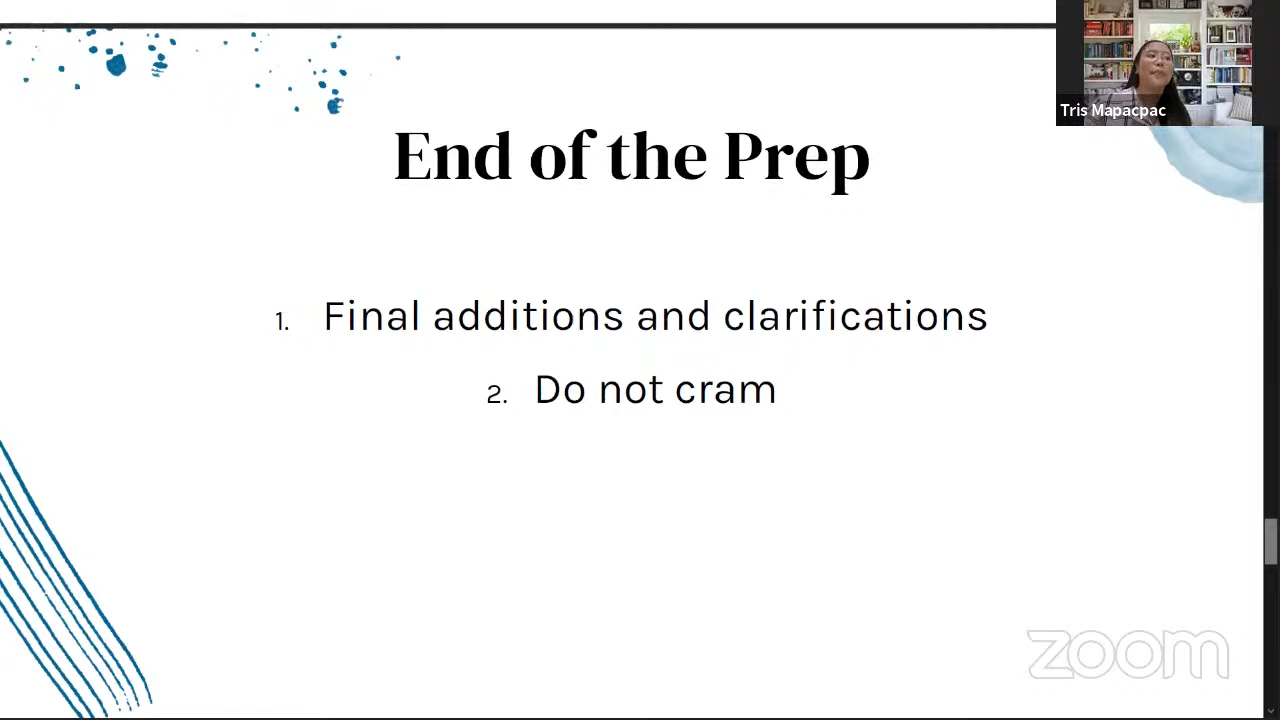 Tris Mapacpac
End of the Prep
1. Final additions and clarifications
2. Do not cram
zoom